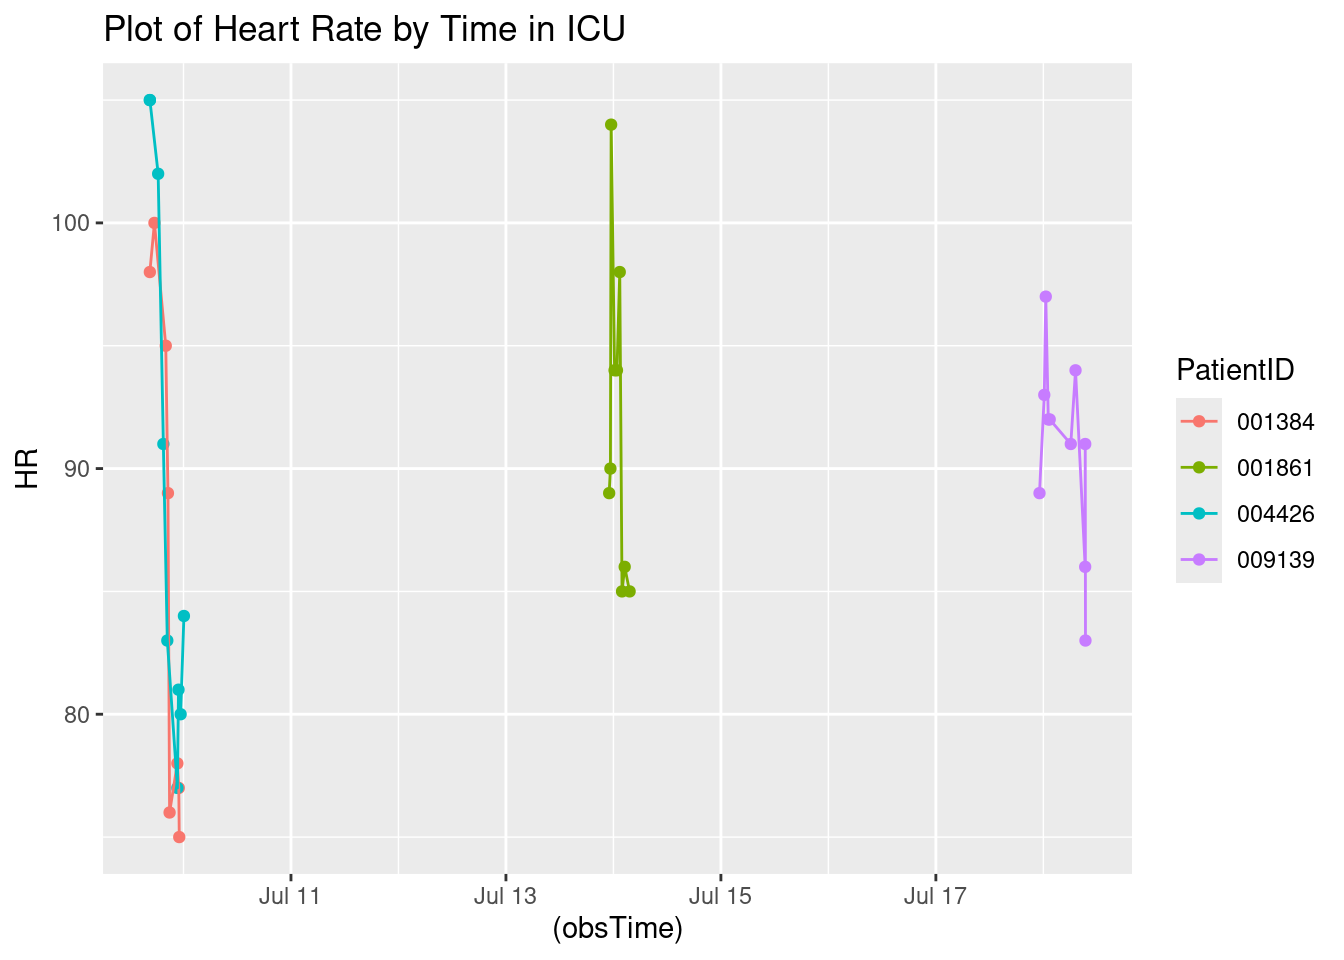 Plot of Heart Rate by Time in ICU
HR
100
90
80
Jul 11
Jul 13
Jul 15
Jul 17
(obsTime)
PatientID
001384
001861
004426
009139